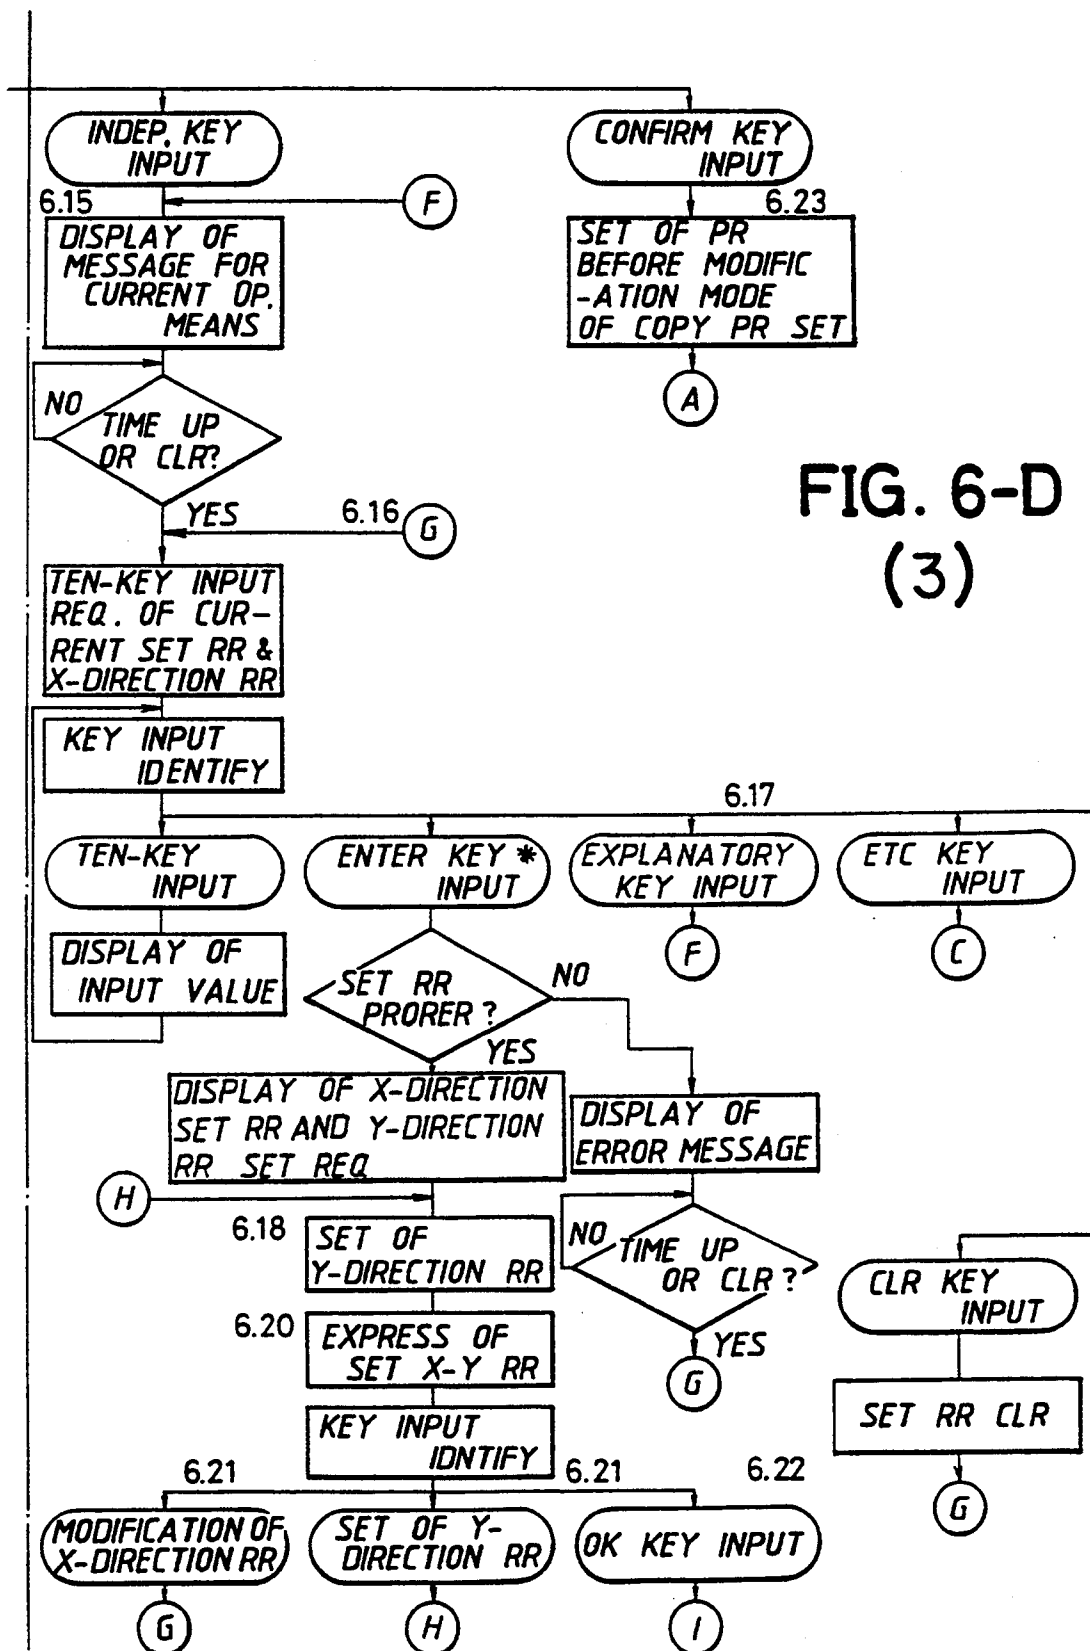 INDEP. KEY
INPUT
CONFIRM KEY
INPUT
6.15
F
6.23
DISPLAY OF
MESSAGE FOR
CURRENT OP.
MEANS
SET OF PR
BEFORE MODIFIC
-ATION MODE
OF COPY PR SET
A
NO
TIME UP
OR CLR?
YES
6.16
G
FIG. 6-D
(3)
TEN-KEY INPUT
REQ. OF CUR-
RENT SET RR &
X-DIRECTION RR
KEY INPUT
IDENTIFY
6.17
TEN-KEY
INPUT
ENTER KEY *
INPUT
EXPLANATORY
KEY INPUT
ETC KEY
INPUT
DISPLAY OF
INPUT VALUE
F
C
SET RR
PRORER?
NO
YES
DISPLAY OF X-DIRECTION
SET RR AND Y-DIRECTION
RR SET REQ
DISPLAY OF
ERROR MESSAGE
H
6.18
SET OF
Y-DIRECTION RR
NO
TIME UP
OR CLR?
YES
G
CLR KEY
INPUT
6.20
EXPRESS OF
SET X-Y RR
SET RR CLR
G
KEY INPUT
IDNTIFY
6.21
6.21
6.22
MODIFICATION OF
X-DIRECTION RR
SET OF Y-
DIRECTION RR
OK KEY INPUT
G
H
I